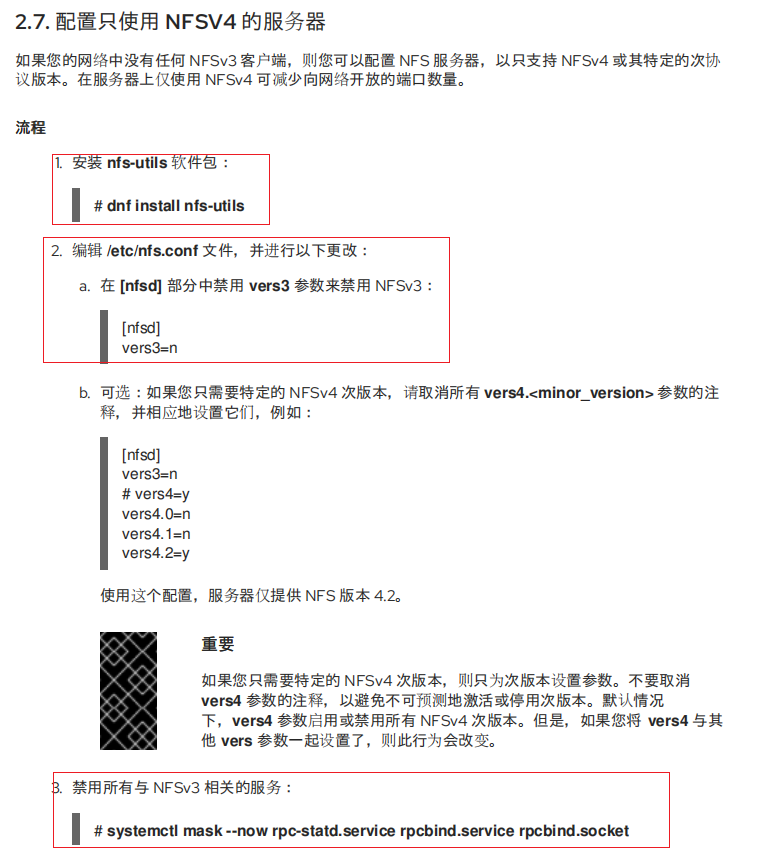 2.7. 配置只使用 NFSV4 的服务器
如果您的网络中没有任何 NFSv3 客户端，则您可以配置 NFS 服务器，以只支持 NFSv4 或其特定的次协
议版本。在服务器上仅使用 NFSv4 可减少向网络开放的端口数量。
流程
1. 安装 nfs-utils 软件包：
# dnf install nfs-utils
2. 编辑 /etc/nfs.conf 文件，并进行以下更改：
a. 在 [nfsd] 部分中禁用 vers3 参数来禁用 NFSv3：
[nfsd]
vers3=n
b. 可选：如果您只需要特定的 NFSv4 次版本，请取消所有 vers4.<minor_version> 参数的注
释，并相应地设置它们，例如：
[nfsd]
vers3=n
# vers4=y
vers4.0=n
vers4.1=n
vers4.2=y
使用这个配置，服务器仅提供 NFS 版本 4.2。
重要
如果您只需要特定的 NFSv4 次版本，则只为次版本设置参数。不要取消
vers4 参数的注释，以避免不可预测地激活或停用次版本。默认情况
下，vers4 参数启用或禁用所有 NFSv4 次版本。但是，如果您将 vers4 与其
他 vers 参数一起设置了，则此行为会改变。
3. 禁用所有与 NFSv3 相关的服务：
# systemctl mask --now rpc-statd.service rpcbind.service rpcbind.socket